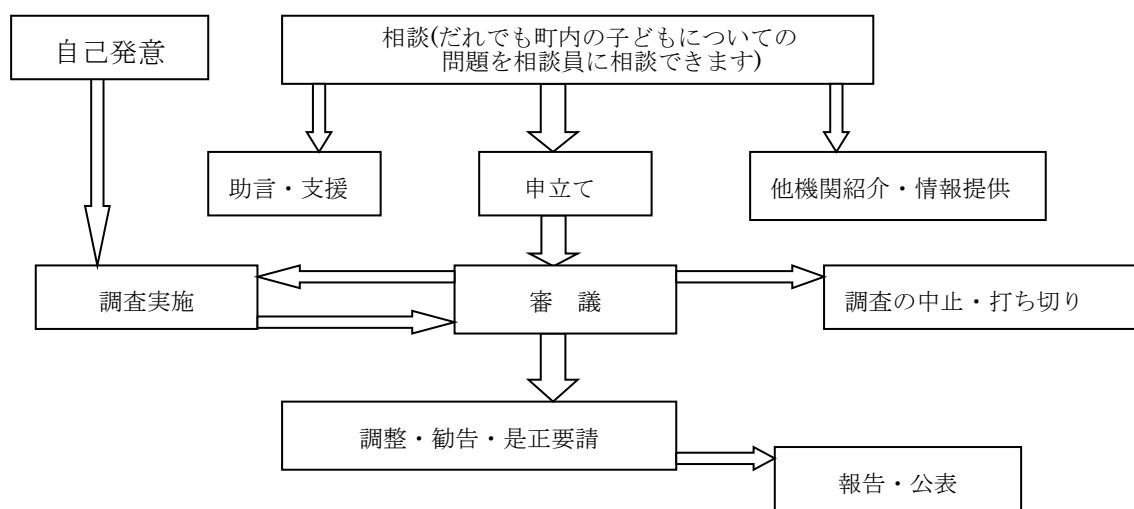 自己発意
相談(だれでも町内の子どもについての
問題を相談員に相談できます)
助言・支援
申立て
他機関紹介・情報提供
調査実施
審　議
調査の中止・打ち切り
調整・勧告・是正要請
報告・公表